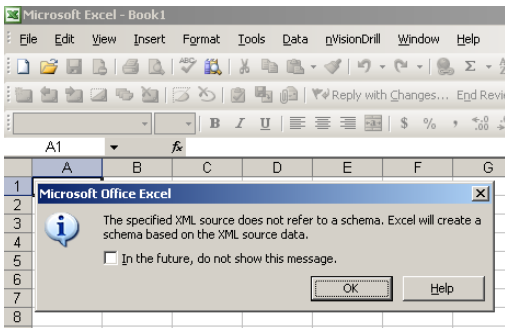 Microsoft Excel - Book1
File Edit View Insert Format Tools Data nVisionDrill Window Help
ABC Σ
Reply with Changes... End Revie
B I U $ % , .00
A1 fx
A B C D E F G
1
Microsoft Office Excel
2
The specified XML source does not refer to a schema. Excel will create a
3
schema based on the XML source data.
4
In the future, do not show this message.
5
6
OK Help
7
8